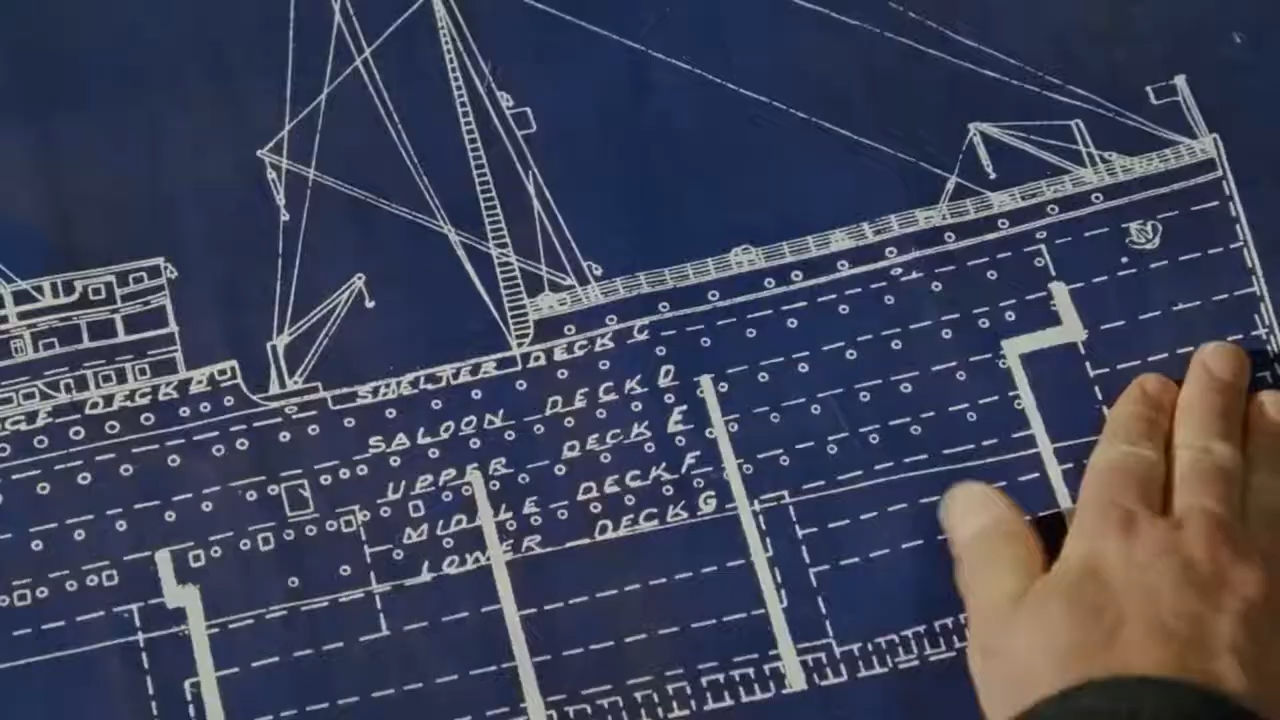 DECK B
SHELTER DECK C
SALOON DECK D
UPPER DECK E
MIDDLE DECK F
LOWER DECK G